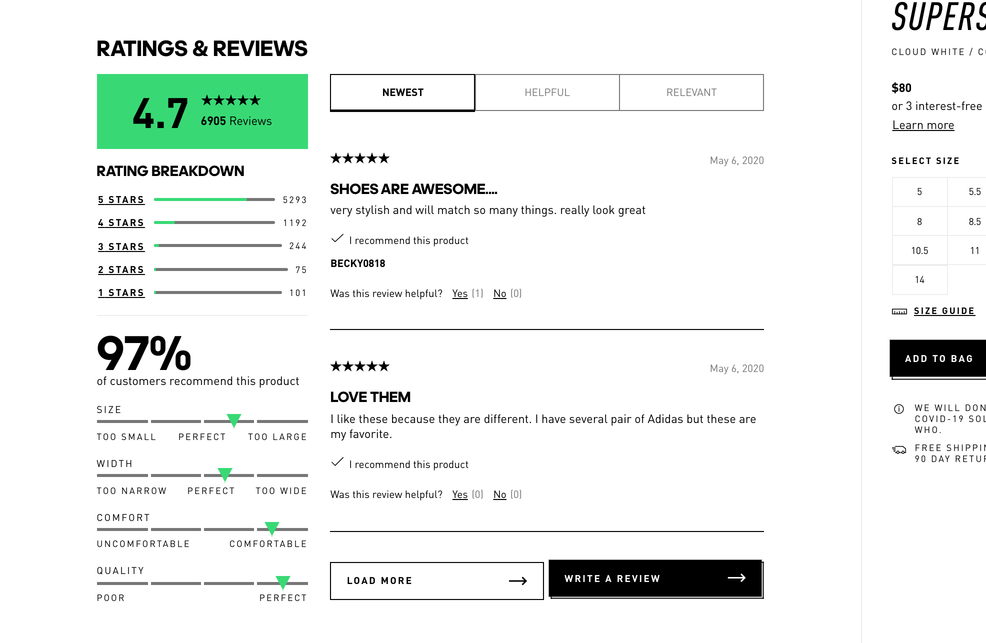 RATINGS & REVIEWS
4.7
6905 Reviews
RATING BREAKDOWN
5 STARS 5293
4 STARS 1192
3 STARS 244
2 STARS 75
1 STARS 101
97%
of customers recommend this product
SIZE
TOO SMALL PERFECT TOO LARGE
WIDTH
TOO NARROW PERFECT TOO WIDE
COMFORT
UNCOMFORTABLE COMFORTABLE
QUALITY
POOR PERFECT
NEWEST HELPFUL RELEVANT
May 6, 2020
SHOES ARE AWESOME....
very stylish and will match so many things. really look great
I recommend this product
BECKY0818
Was this review helpful? Yes (1) No (0)
May 6, 2020
LOVE THEM
I like these because they are different. I have several pair of Adidas but these are
my favorite.
I recommend this product
Was this review helpful? Yes (0) No (0)
LOAD MORE
WRITE A REVIEW
SUPERS
CLOUD WHITE / C
$80
or 3 interest-free
Learn more
SELECT SIZE
5 5.5
8 8.5
10.5 11
14
SIZE GUIDE
ADD TO BAG
WE WILL DON
COVID-19 SOL
WHO.
FREE SHIPPIN
90 DAY RETUR